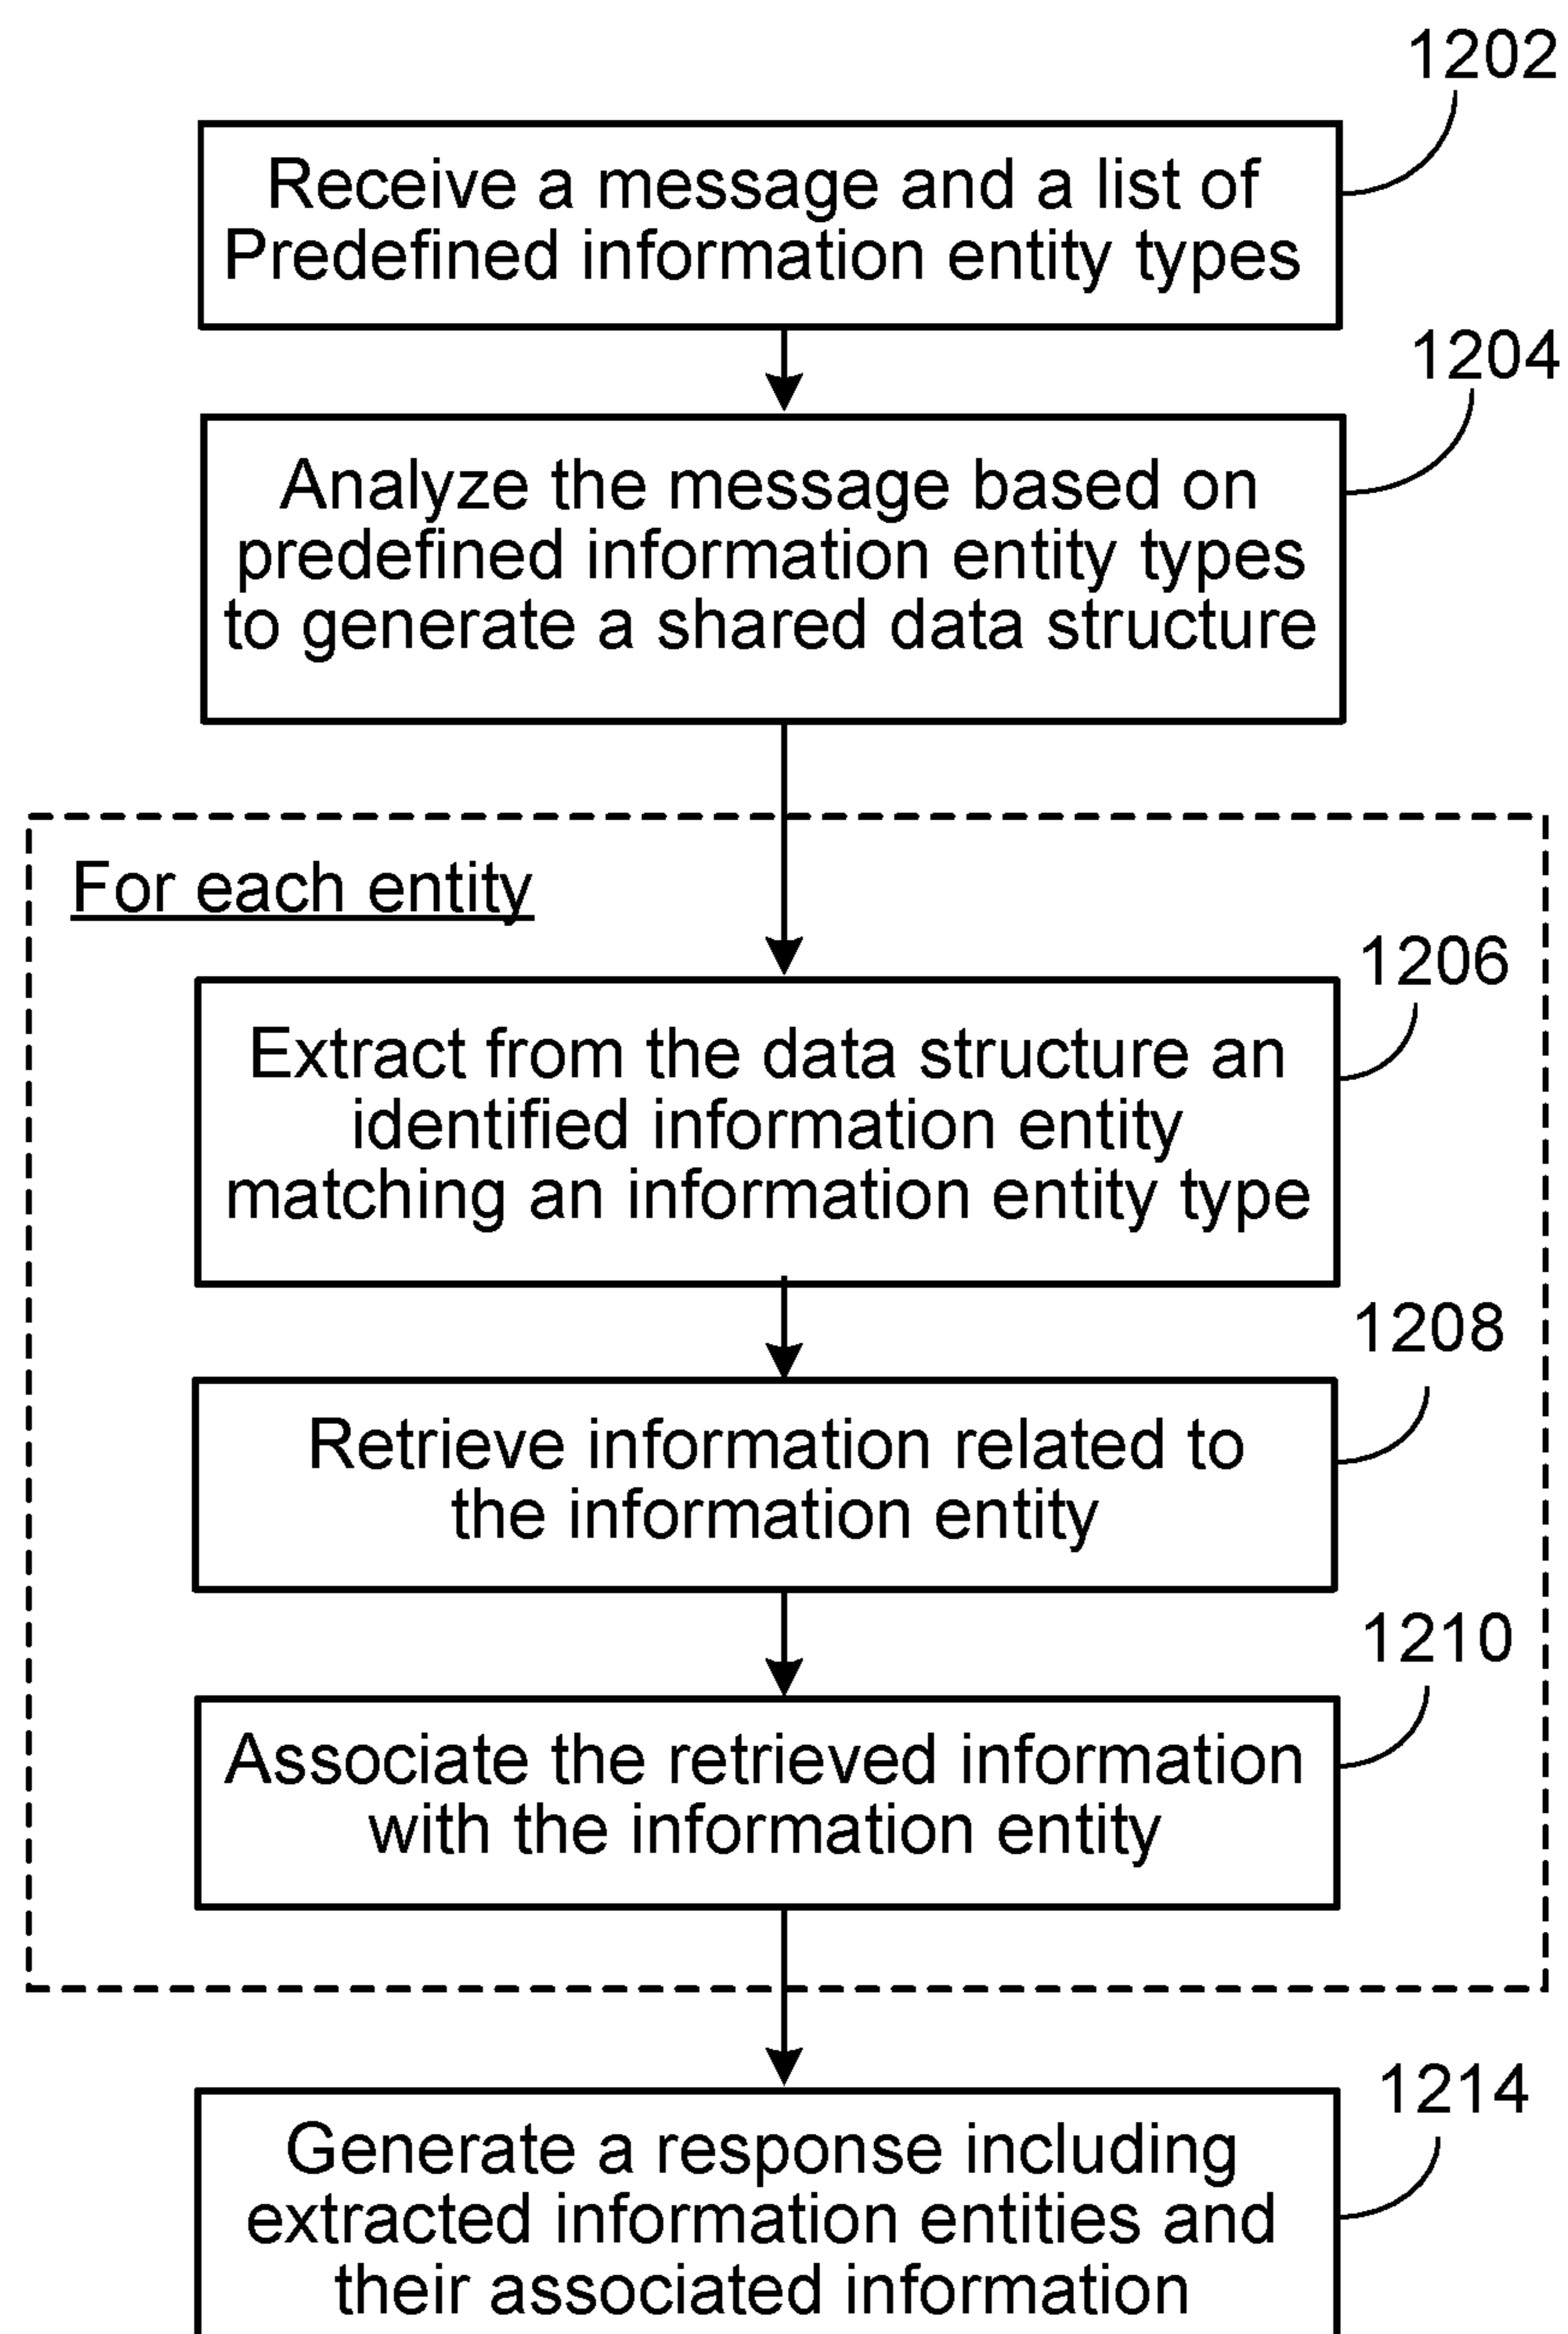 1202
Receive a message and a list of
Predefined information entity types
1204
Analyze the message based on
predefined information entity types
to generate a shared data structure
For each entity
1206
Extract from the data structure an
identified information entity
matching an information entity type
1208
Retrieve information related to
the information entity
1210
Associate the retrieved information
with the information entity
1214
Generate a response including
extracted information entities and
their associated information